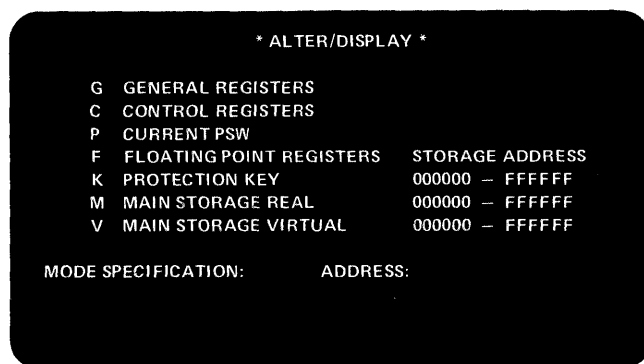 * ALTER/DISPLAY *
G GENERAL REGISTERS
C CONTROL REGISTERS
P CURRENT PSW
F FLOATING POINT REGISTERS STORAGE ADDRESS
K PROTECTION KEY 000000 – FFFFFF
M MAIN STORAGE REAL 000000 – FFFFFF
V MAIN STORAGE VIRTUAL 000000 – FFFFFF
MODE SPECIFICATION: ADDRESS: